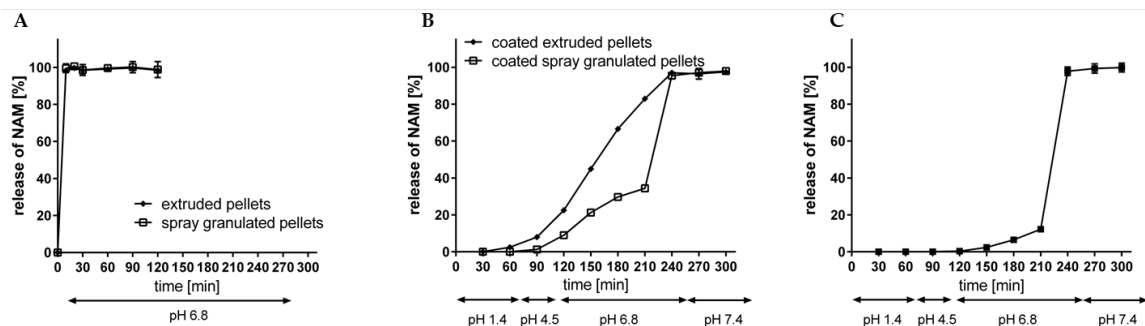 A
release of NAM [%]
100
80
60
40
20
0
extruded pellets
spray granulated pellets
0 30 60 90 120 150 180 210 240 270 300
time [min]
pH 6.8
B
release of NAM [%]
coated extruded pellets
coated spray granulated pellets
100
80
60
40
20
0
0 30 60 90 120 150 180 210 240 270 300
time [min]
pH 1.4 pH 4.5 pH 6.8 pH 7.4
C
release of NAM [%]
100
80
60
40
20
0
0 30 60 90 120 150 180 210 240 270 300
time [min]
pH 1.4 pH 4.5 pH 6.8 pH 7.4